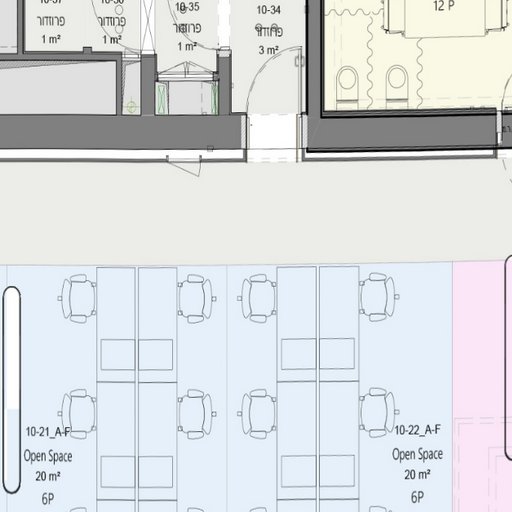 12 P
10-35
פרוזדור
1 m²
10-36
פרוזדור
1 m²
10-37
פרוזדור
1 m²
10-34
פרוזדור
3 m²
10-21_A-F
Open Space
20 m²
6P
10-22_A-F
Open Space
20 m²
6P